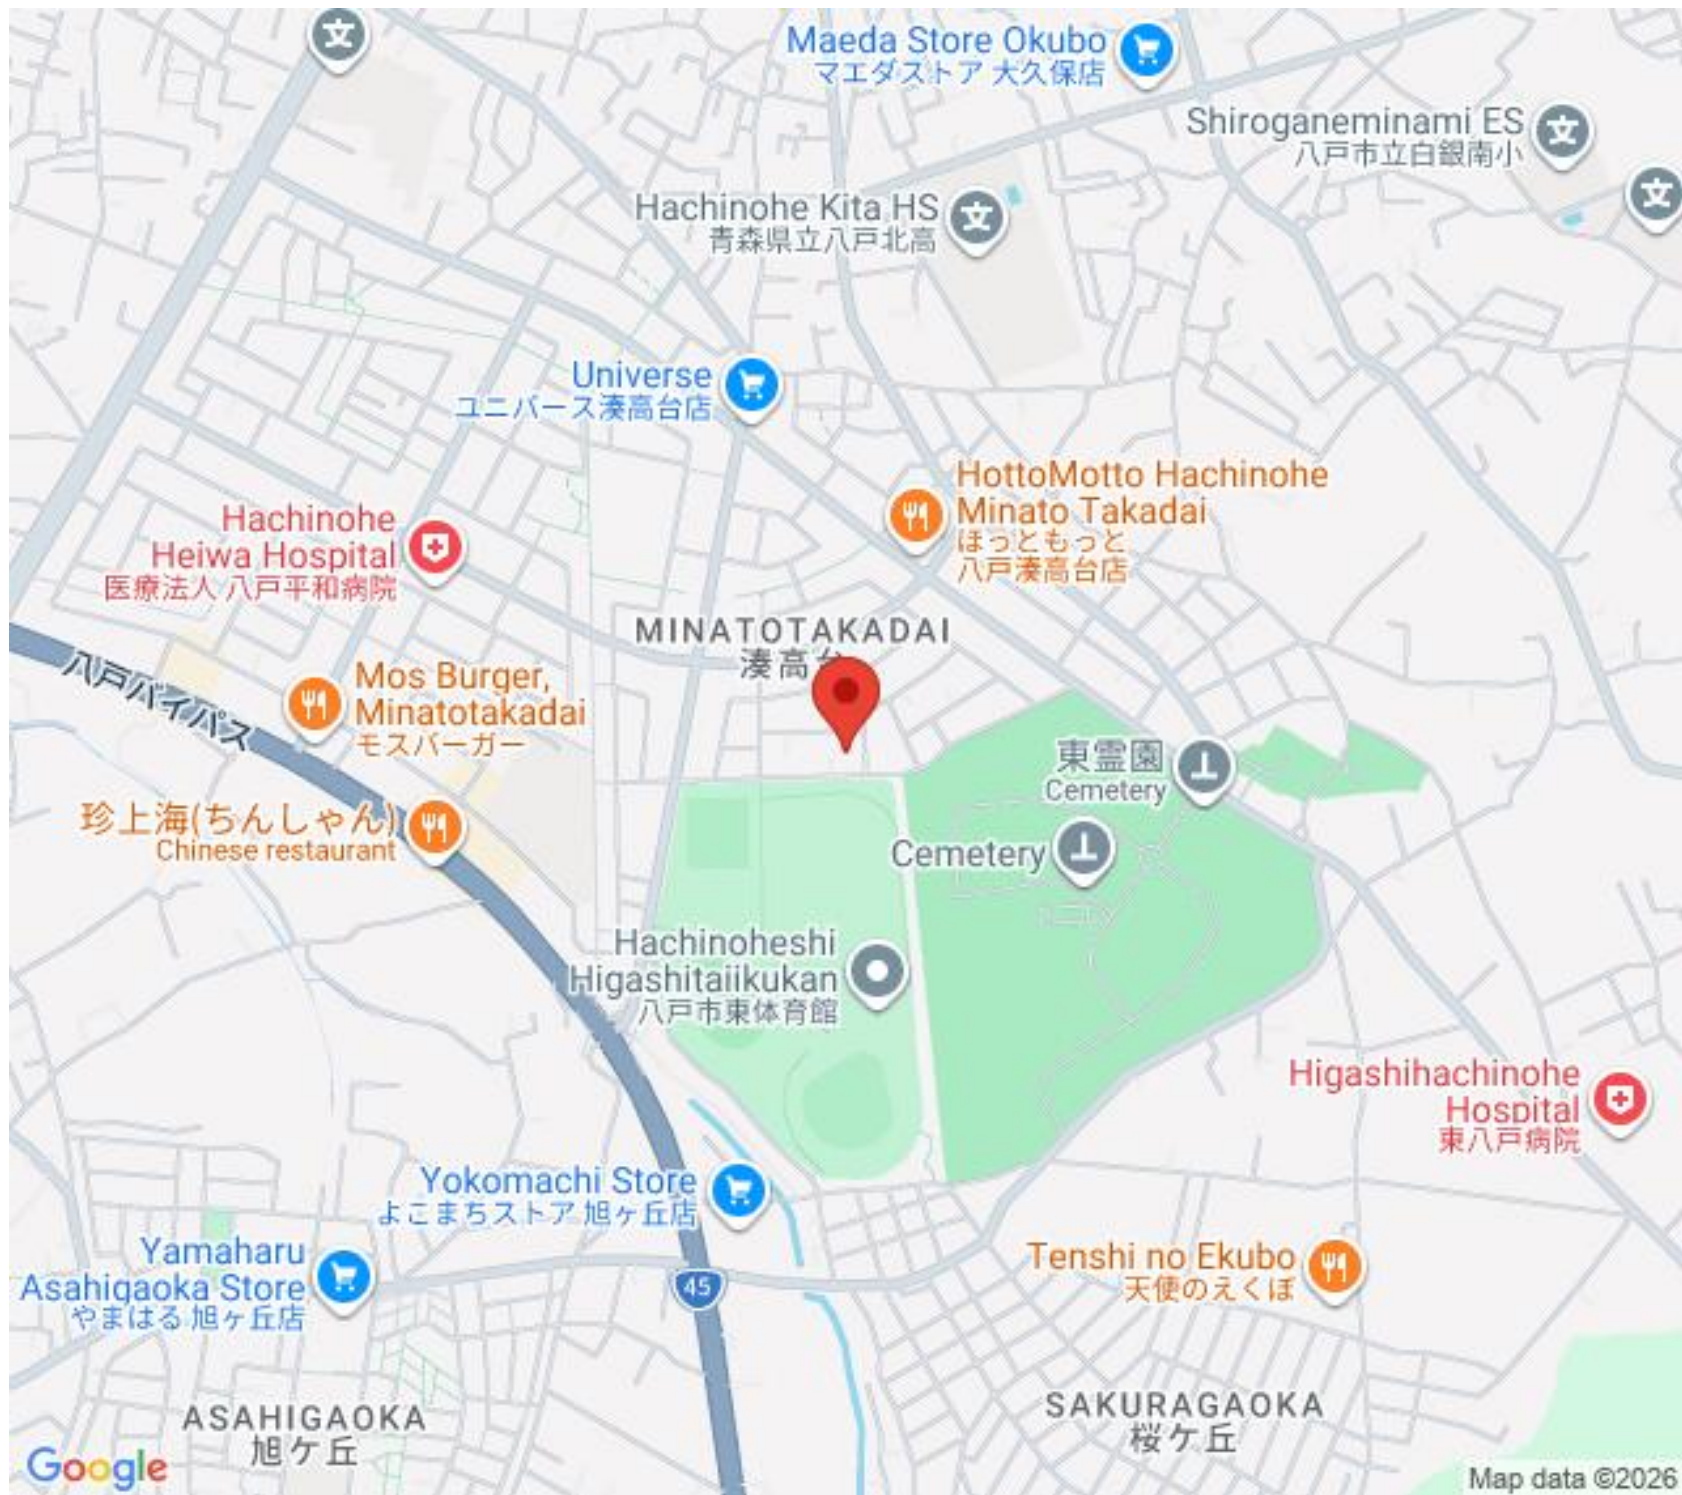 文
Maeda Store Okubo
マエダストア 大久保店
Shiroganeminami ES
八戸市立白銀南小
文
文
Hachinohe Kita HS
青森県立八戸北高
文
Universe
ユニバース湊高台店
HottoMotto Hachinohe
Minato Takadai
ほっともっと
八戸湊高台店
Hachinohe
Heiwa Hospital
医療法人 八戸平和病院
MINATOTAKADAI
湊高台
八戸バイパス
Mos Burger,
Minatotakadai
モスバーガー
東霊園
Cemetery
珍上海(ちんしゃん)
Chinese restaurant
Cemetery
Hachinoheshi
Higashitaiikukan
八戸市東体育館
Higashihachinohe
Hospital
東八戸病院
Yokomachi Store
よこまちストア 旭ヶ丘店
Yamaharu
Asahigaoka Store
やまはる 旭ヶ丘店
45
Tenshi no Ekubo
天使のえくぼ
ASAHIGAOKA
旭ケ丘
SAKURAGAOKA
桜ケ丘
Google
Map data ©2026